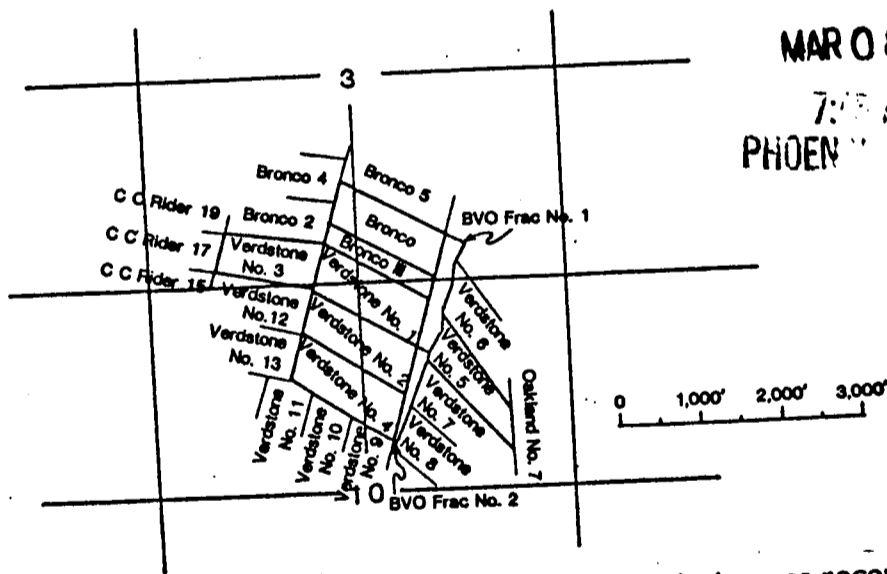 MAR 0 8
7:
PHOEN
3
Bronco 4
Bronco 5
C C Rider 19
Bronco 2
Bronco
BVO Frac No. 1
C C Rider 17
Verdstone No. 3
Bronco III
C C Rider 15
Verdstone No. 1
Verdstone No. 6
Verdstone No. 12
Verdstone No. 2
Verdstone No. 5
Verdstone No. 13
Verdstone No. 4
Verdstone No. 7
Oakland No. 7
0 1,000' 2,000' 3,000'
Verdstone No. 11
Verdstone No. 10
Verdstone No. 9
Verdstone No. 8
0
BVO Frac No. 2